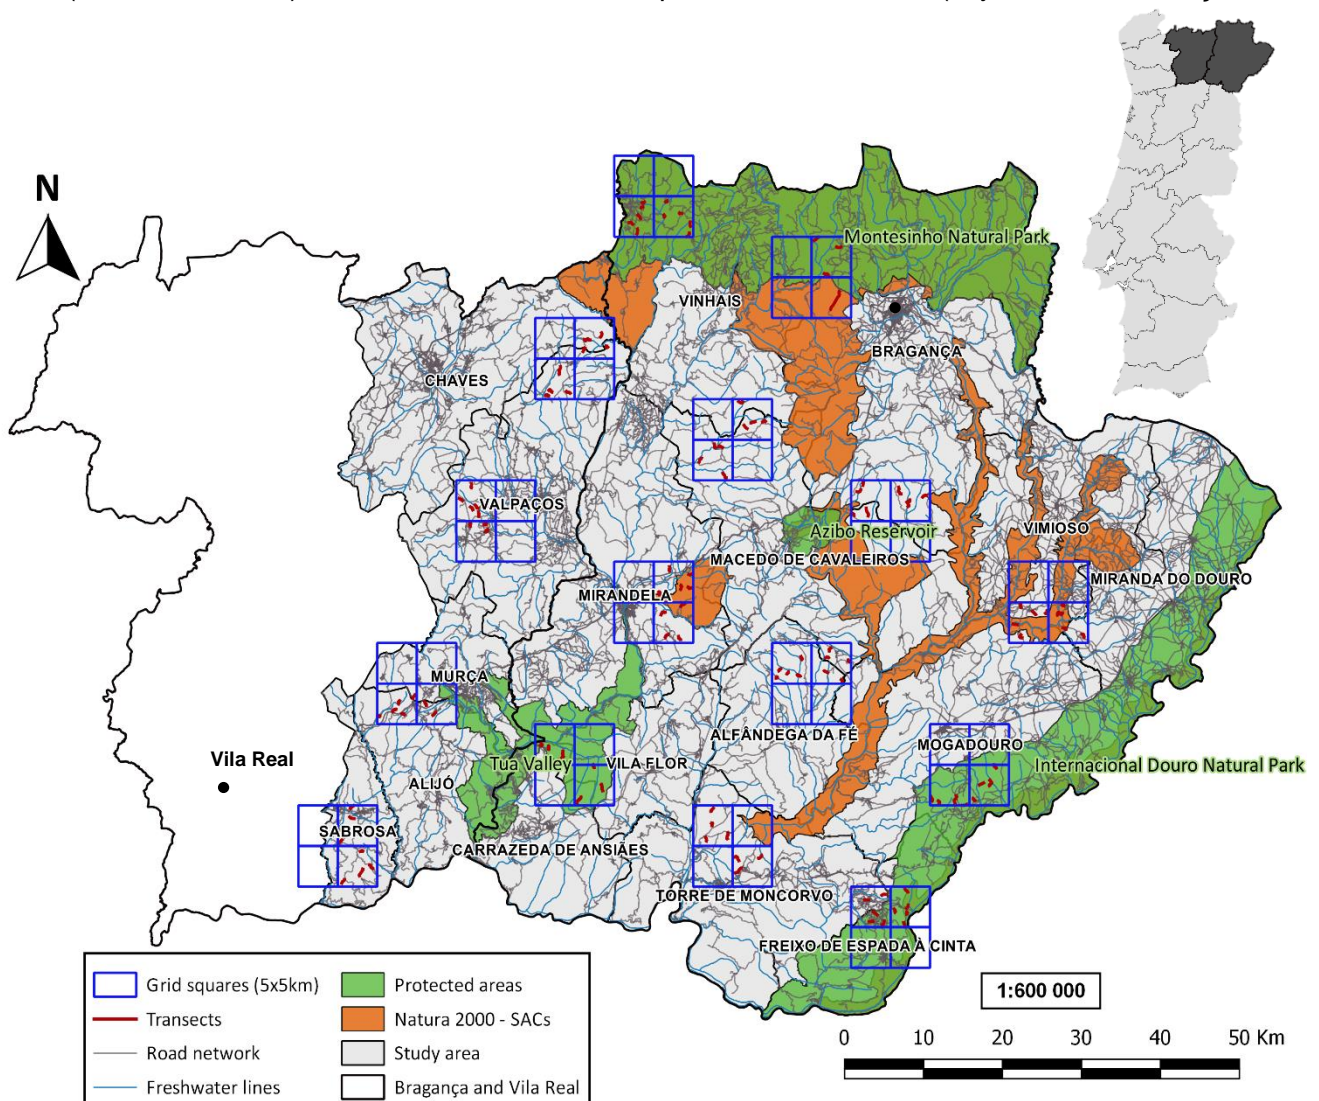 N
Montesinho Natural Park
VINHAIS
BRAGANÇA
CHAVES
VALPAÇOS
Azibo Reservoir
VIMIOSO
MACEDO DE CAVALEIROS
MIRANDA DO DOURO
MIRANDELA
MURÇA
ALFÂNDEGA DA FÉ
MOGADOURO
Vila Real
Tua Valley
VILA FLOR
Internacional Douro Natural Park
ALIJÓ
SABROSA
CARRAZEDA DE ANSIÃES
TORRE DE MONCORVO
FREIXO DE ESPADA À CINTA
Grid squares (5x5km)
Protected areas
Transects
Natura 2000 - SACs
Road network
Study area
Freshwater lines
Bragança and Vila Real
1:600 000
0 10 20 30 40 50 Km